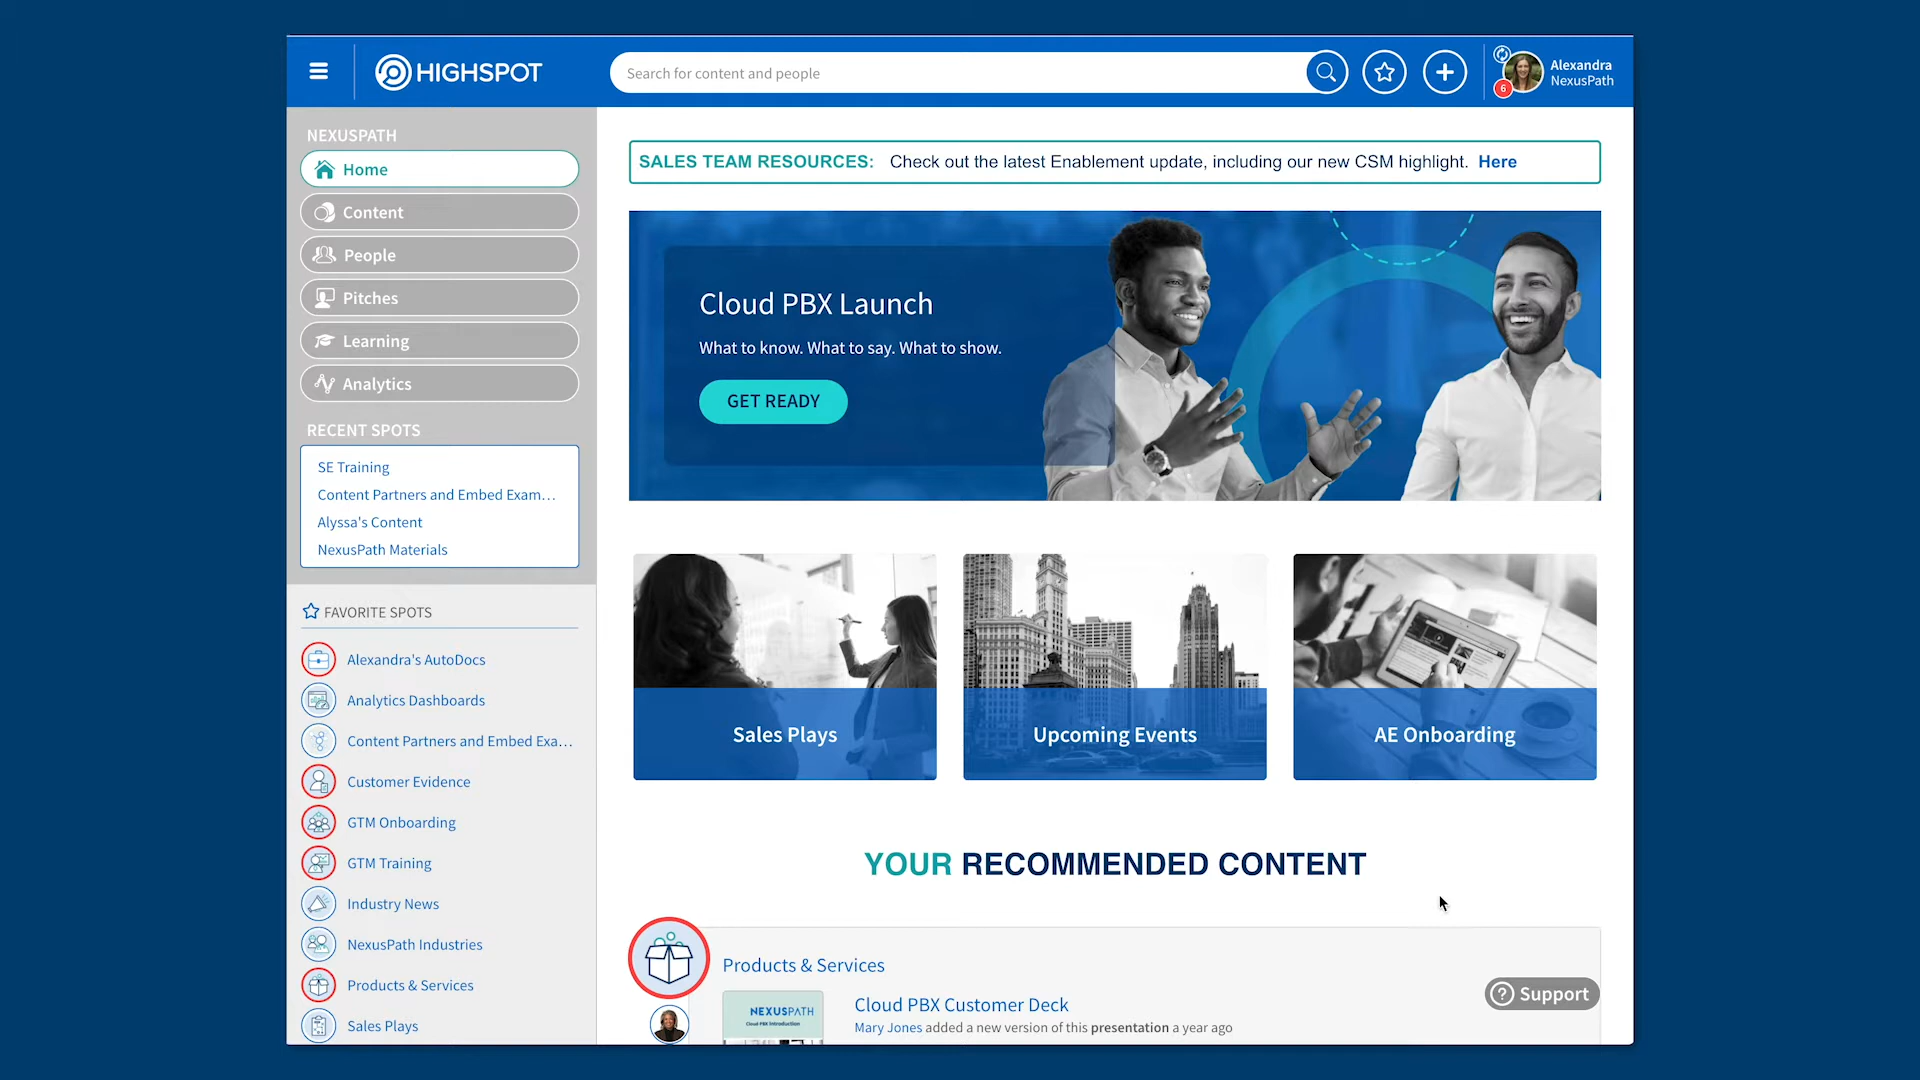 HIGHSPOT
Search for content and people
6
Alexandra
NexusPath
NEXUSPATH
Home
Content
People
Pitches
Learning
Analytics
RECENT SPOTS
SE Training
Content Partners and Embed Exam...
Alyssa's Content
NexusPath Materials
FAVORITE SPOTS
Alexandra's AutoDocs
Analytics Dashboards
Content Partners and Embed Exa...
Customer Evidence
GTM Onboarding
GTM Training
Industry News
NexusPath Industries
Products & Services
Sales Plays
SALES TEAM RESOURCES: Check out the latest Enablement update, including our new CSM highlight. Here
Cloud PBX Launch
What to know. What to say. What to show.
GET READY
Sales Plays
Upcoming Events
AE Onboarding
YOUR RECOMMENDED CONTENT
Products & Services
NEXUSPATH
Cloud PBX Introduction
Cloud PBX Customer Deck
Mary Jones added a new version of this presentation a year ago
? Support